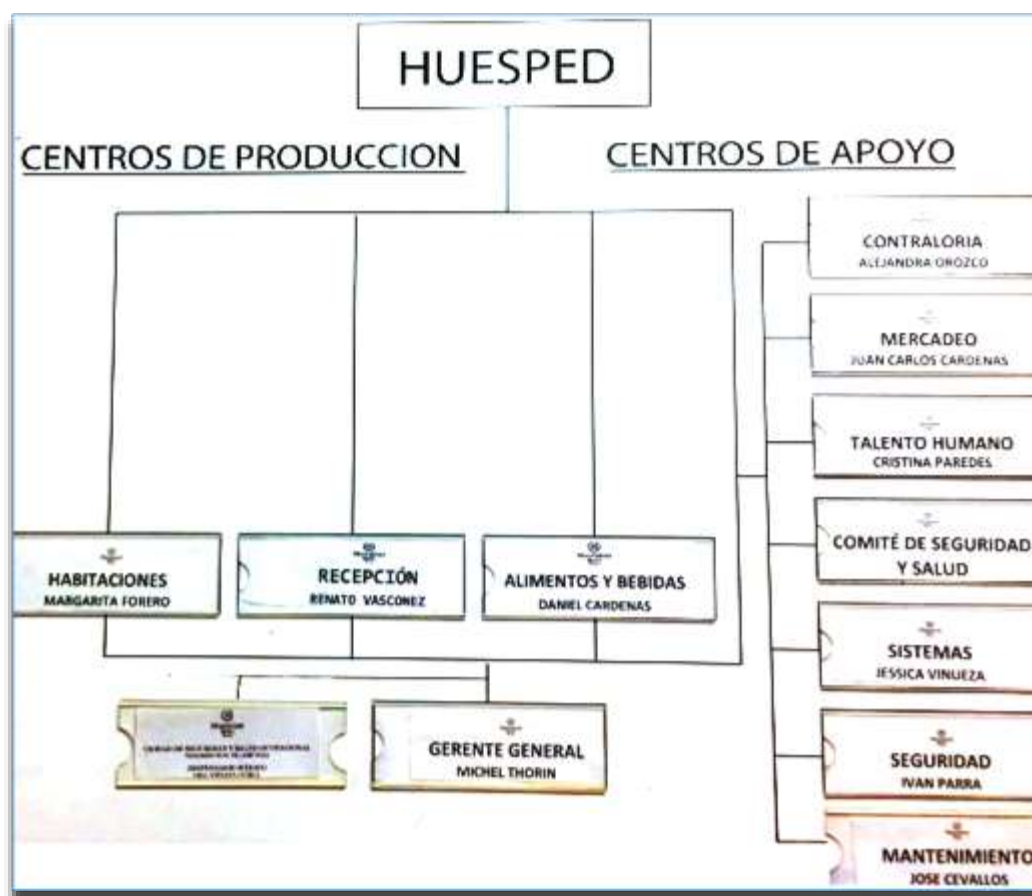 HUESPED
CENTROS DE PRODUCCION
CENTROS DE APOYO
CONTRALORIA
ALEJANDRA OROZCO
MERCADEO
JUAN CARLOS CARDENAS
TALENTO HUMANO
CRISTINA PAREDES
COMITÉ DE SEGURIDAD
Y SALUD
SISTEMAS
JESSICA VINUEZA
SEGURIDAD
IVAN PARRA
MANTENIMIENTO
JOSE CEVALLOS
HABITACIONES
MARGARITA FORERO
RECEPCIÓN
RENATO VASCONEZ
ALIMENTOS Y BEBIDAS
DANIEL CARDENAS
GERENTE GENERAL
MICHEL THORIN